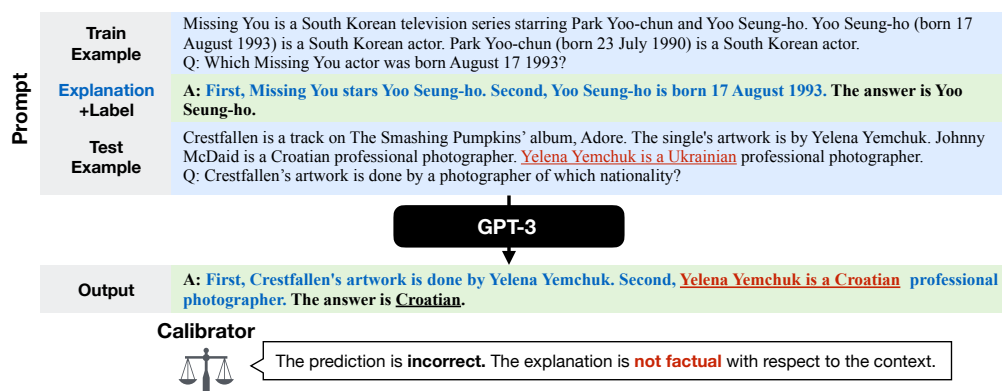 Prompt
Train
Example
Missing You is a South Korean television series starring Park Yoo-chun and Yoo Seung-ho. Yoo Seung-ho (born 17
August 1993) is a South Korean actor. Park Yoo-chun (born 23 July 1990) is a South Korean actor.
Q: Which Missing You actor was born August 17 1993?
Explanation
+Label
A: First, Missing You stars Yoo Seung-ho. Second, Yoo Seung-ho is born 17 August 1993. The answer is Yoo
Seung-ho.
Test
Example
Crestfallen is a track on The Smashing Pumpkins' album, Adore. The single's artwork is by Yelena Yemchuk. Johnny
McDaid is a Croatian professional photographer. Yelena Yemchuk is a Ukrainian professional photographer.
Q: Crestfallen's artwork is done by a photographer of which nationality?
GPT-3
Output
A: First, Crestfallen's artwork is done by Yelena Yemchuk. Second, Yelena Yemchuk is a Croatian professional
photographer. The answer is Croatian.
Calibrator
The prediction is incorrect. The explanation is not factual with respect to the context.